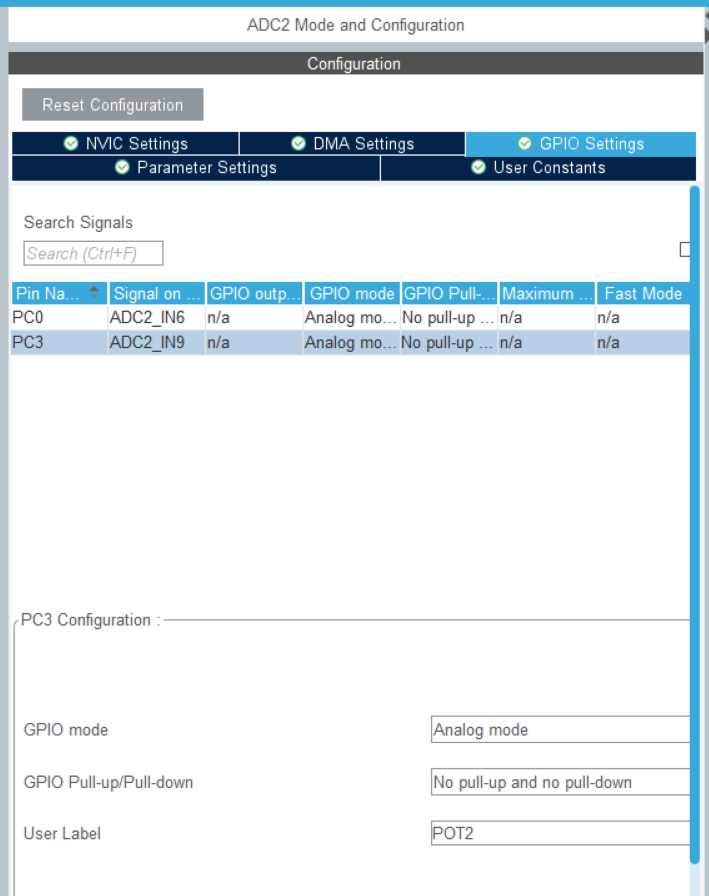 ADC2 Mode and Configuration
Configuration
Reset Configuration
NVIC Settings DMA Settings GPIO Settings
Parameter Settings User Constants
Search Signals
Search (Ctrl+F)
Pin Na... Signal on ... GPIO outp... GPIO mode GPIO Pull-... Maximum ... Fast Mode
PC0 ADC2_IN6 n/a Analog mo... No pull-up ... n/a n/a
PC3 ADC2_IN9 n/a Analog mo... No pull-up ... n/a n/a
PC3 Configuration :
GPIO mode Analog mode
GPIO Pull-up/Pull-down No pull-up and no pull-down
User Label POT2